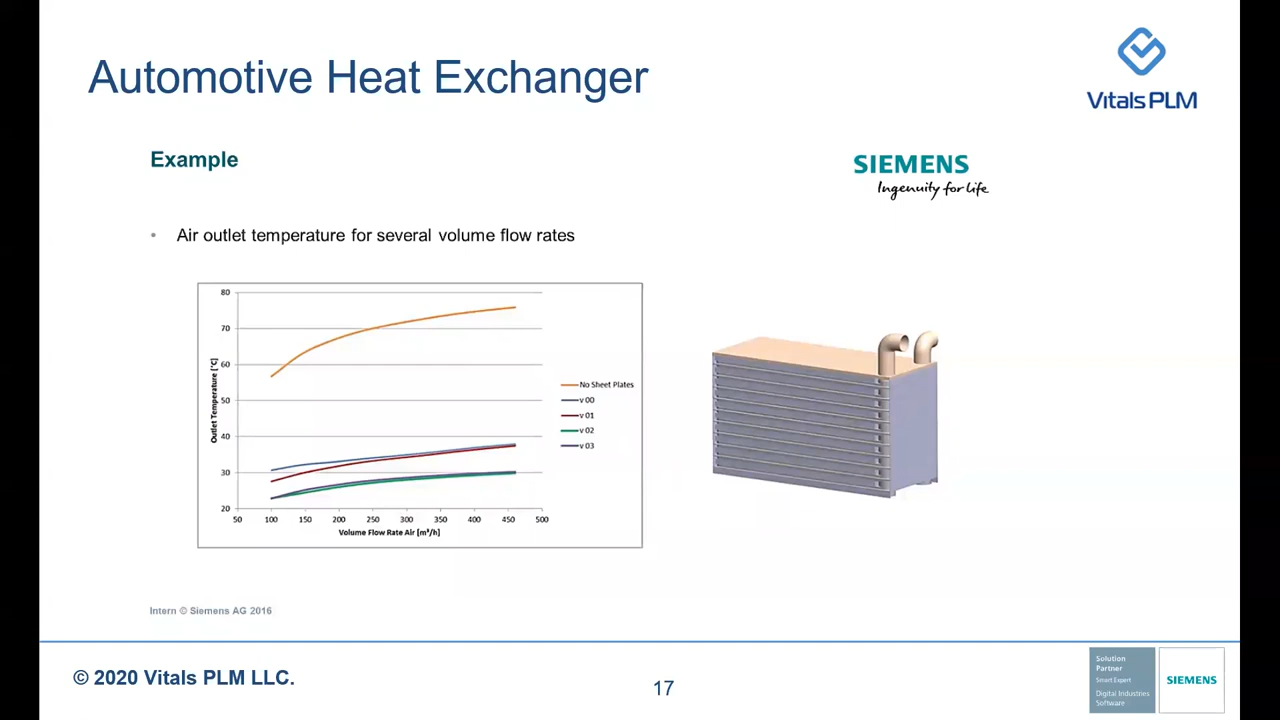 Automotive Heat Exchanger
Vitals PLM
Example
SIEMENS
Ingenuity for life
• Air outlet temperature for several volume flow rates
80
70
60
50
40
30
20
Outlet Temperature [°C]
50 100 150 200 250 300 350 400 450 500
Volume Flow Rate Air [m³/h]
No Sheet Plates
v 00
v 01
v 02
v 03
Intern © Siemens AG 2016
© 2020 Vitals PLM LLC.
17
Solution
Partner
Smart Expert
Digital Industries
Software
SIEMENS